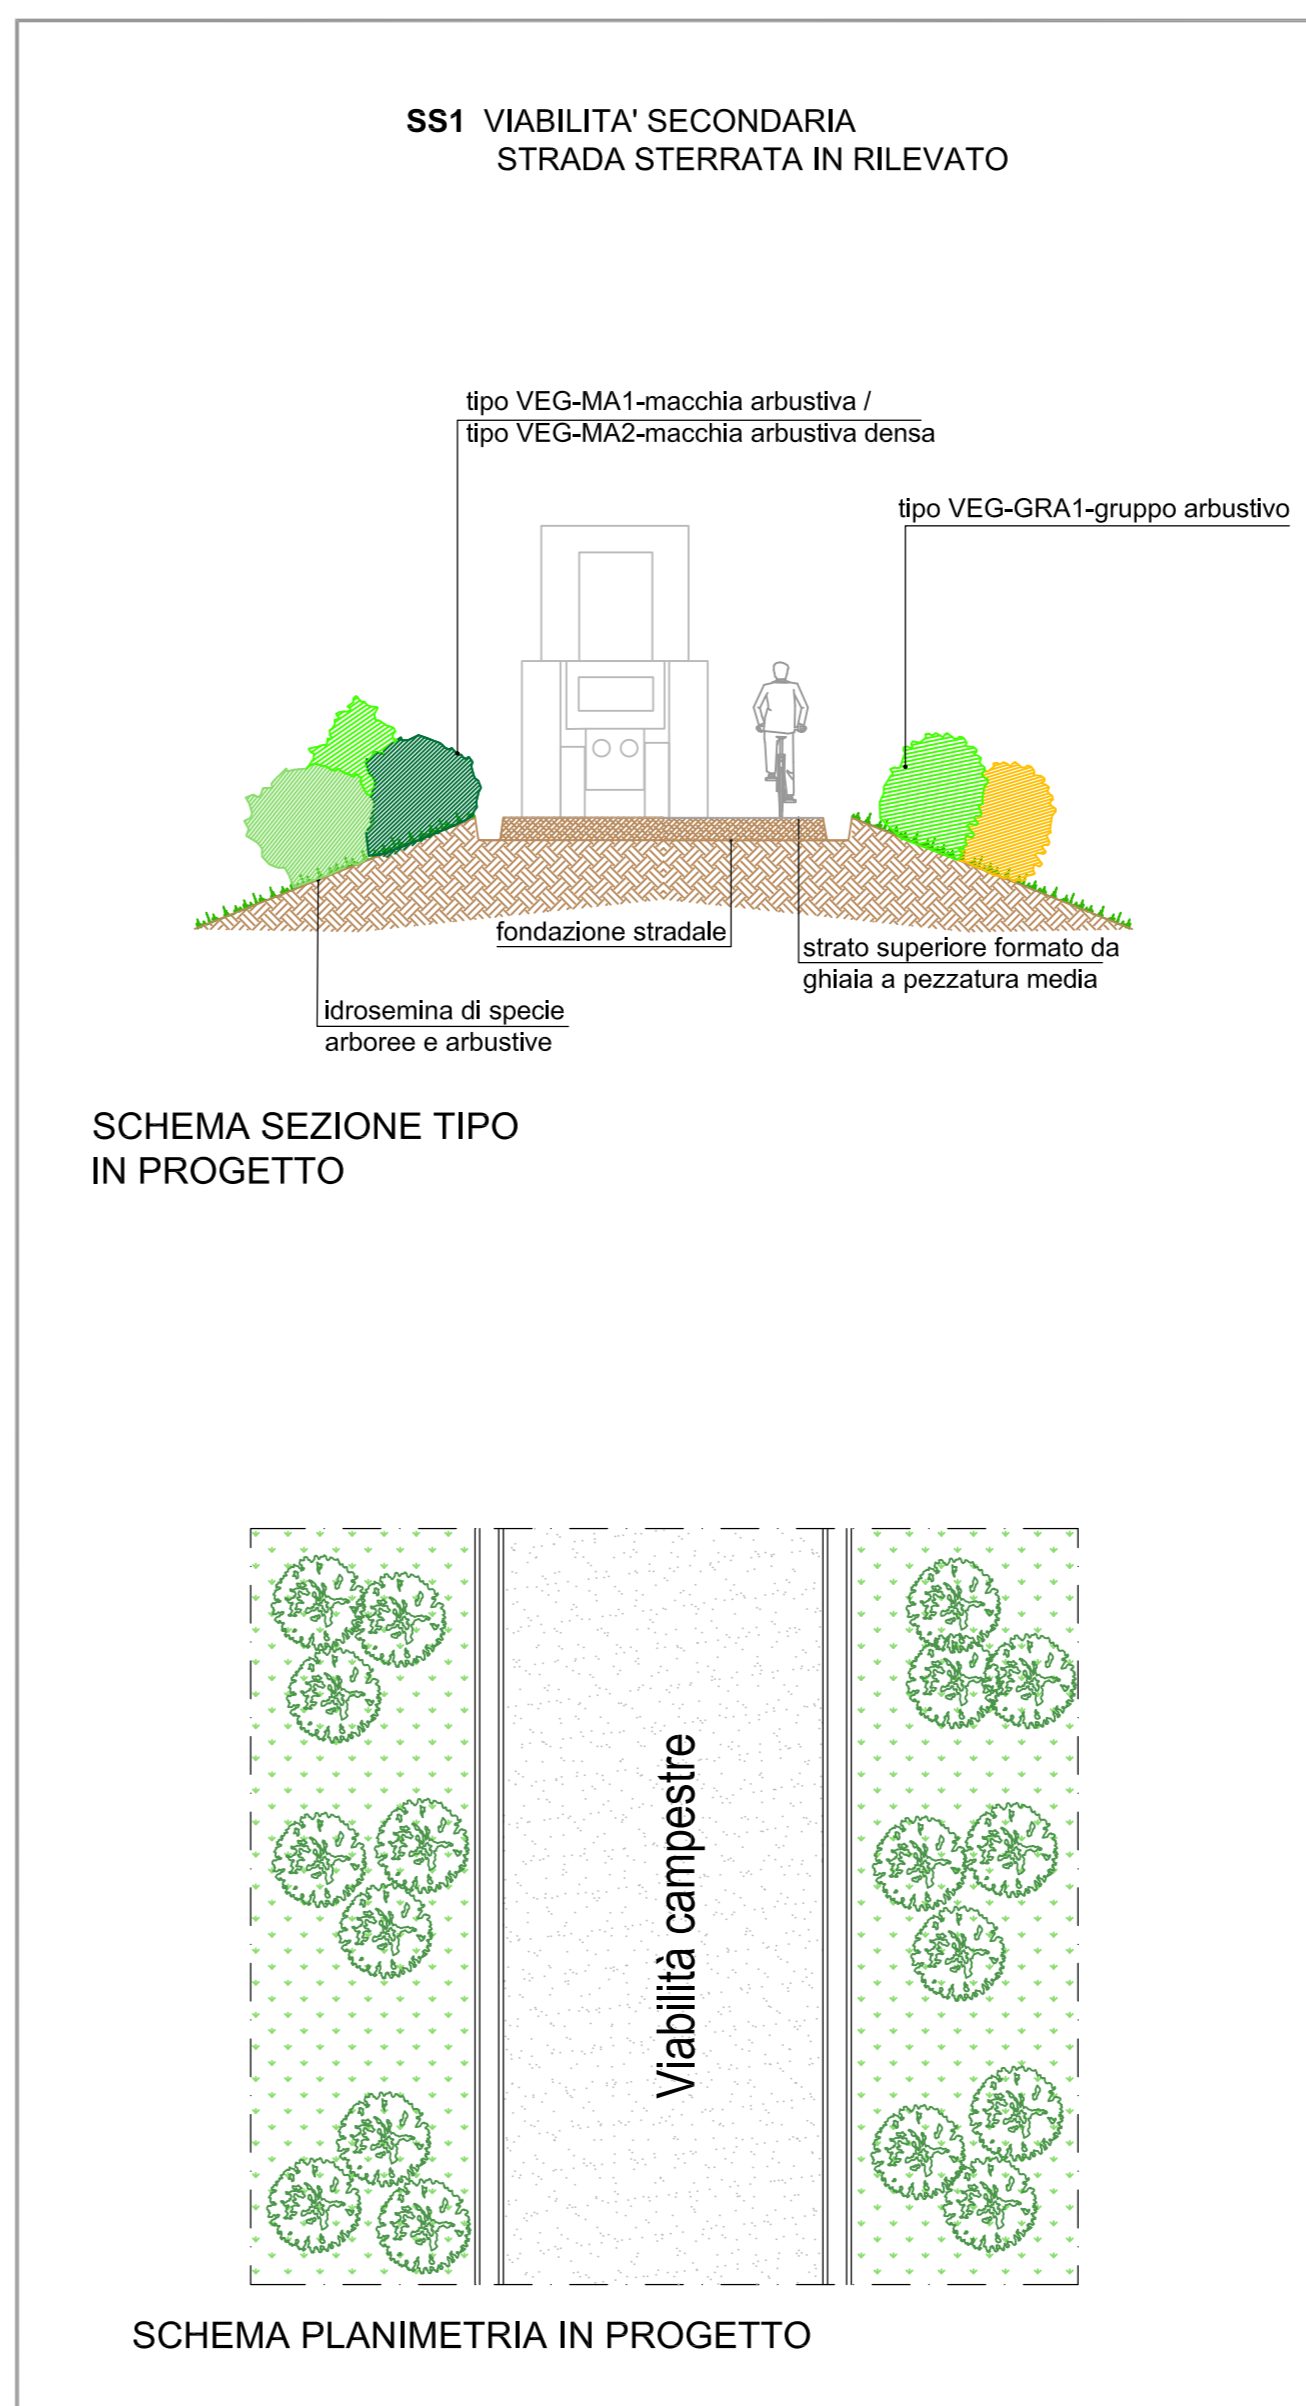 SS1 VIABILITA' SECONDARIA
STRADA STERRATA IN RILEVATO
tipo VEG-MA1-macchia arbustiva /
tipo VEG-MA2-macchia arbustiva densa
tipo VEG-GRA1-gruppo arbustivo
fondazione stradale
strato superiore formato da
ghiaia a pezzatura media
idrosemina di specie
arboree e arbustive
SCHEMA SEZIONE TIPO
IN PROGETTO
Viabilità campestre
SCHEMA PLANIMETRIA IN PROGETTO